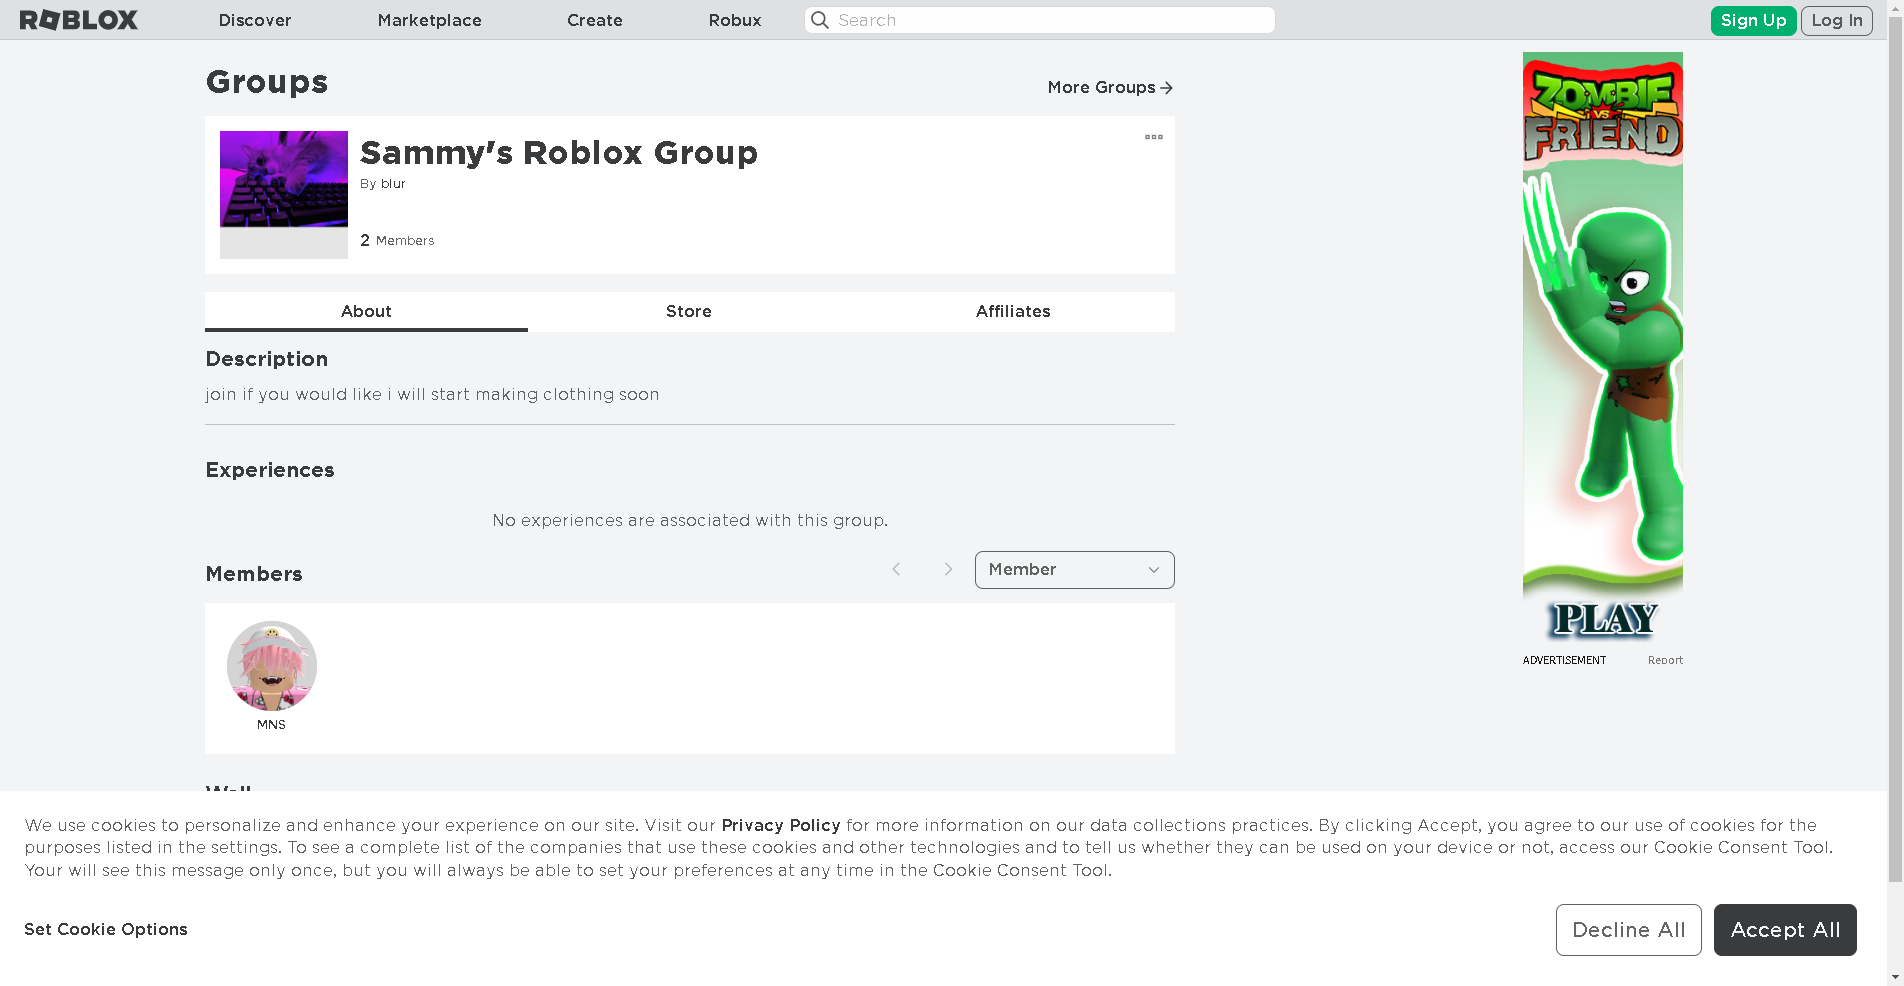 ROBLOX Discover Marketplace Create Robux Search Sign Up Log In
Groups
More Groups
Sammy's Roblox Group
By blur
2 Members
About Store Affiliates
Description
join if you would like i will start making clothing soon
Experiences
No experiences are associated with this group.
Members
Member
MNS
Wall
ZOMBIE
VS
FRIEND
PLAY
ADVERTISEMENT Report
We use cookies to personalize and enhance your experience on our site. Visit our Privacy Policy for more information on our data collections practices. By clicking Accept, you agree to our use of cookies for the
purposes listed in the settings. To see a complete list of the companies that use these cookies and other technologies and to tell us whether they can be used on your device or not, access our Cookie Consent Tool.
Your will see this message only once, but you will always be able to set your preferences at any time in the Cookie Consent Tool.
Set Cookie Options
Decline All
Accept All